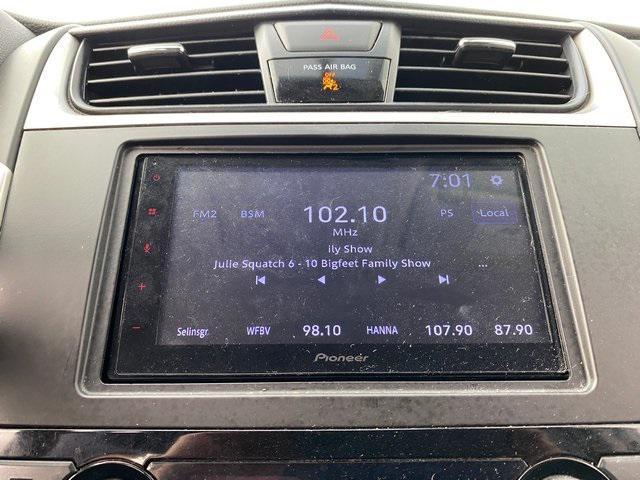 PASS AIR BAG
OFF
7:01
FM2 BSM 102.10 PS Local
MHz
ily Show
Julie Squatch 6 - 10 Bigfeet Family Show ...
Selinsgr. WFBV 98.10 HANNA 107.90 87.90
Pioneer